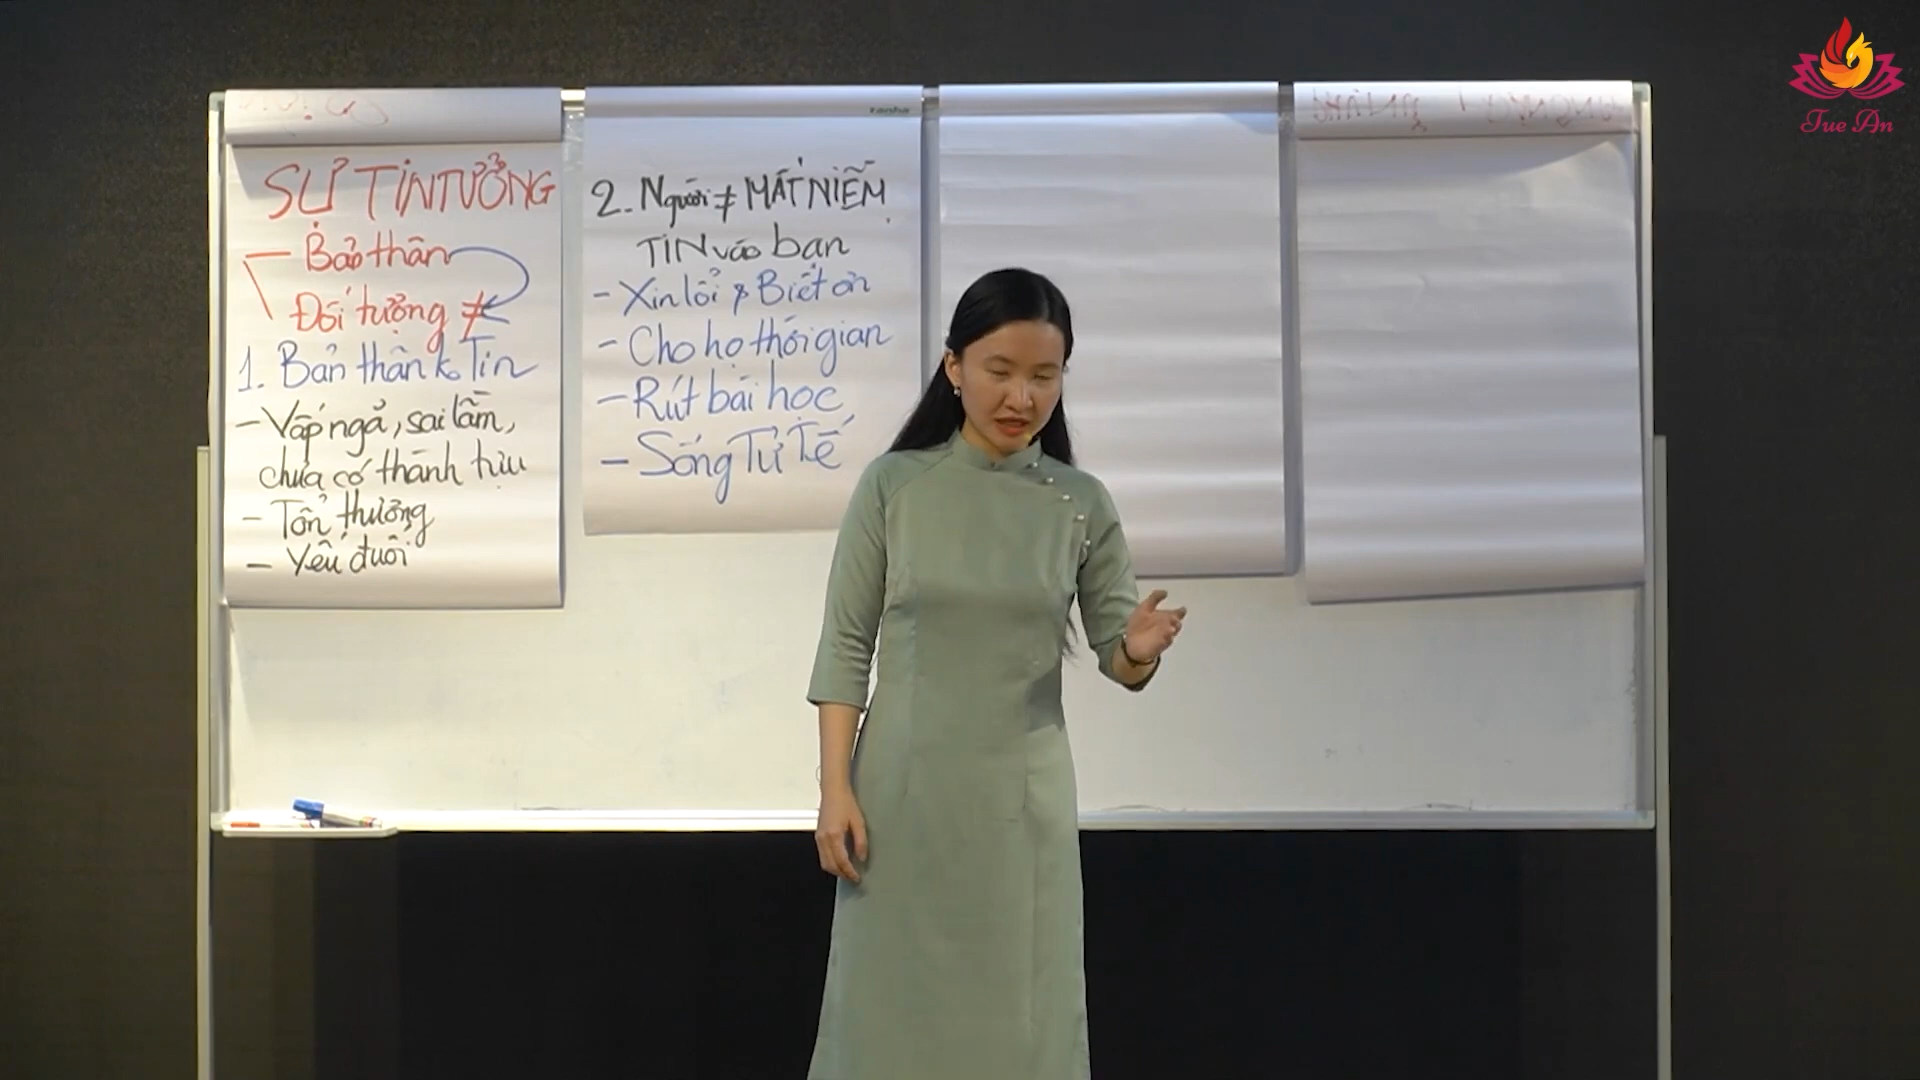 SỰ TIN TƯỞNG
- Bản thân
Đối tượng ≠
1. Bản thân k Tin
- Vấp ngã, sai lầm,
chưa có thành tựu
- Tổn thương
- Yếu đuối
2. Người ≠ MẤT NIỀM
TIN vào bạn
- Xin lỗi & Biết ơn
- Cho họ thời gian
- Rút bài học
- Sống Tử Tế
Tue An